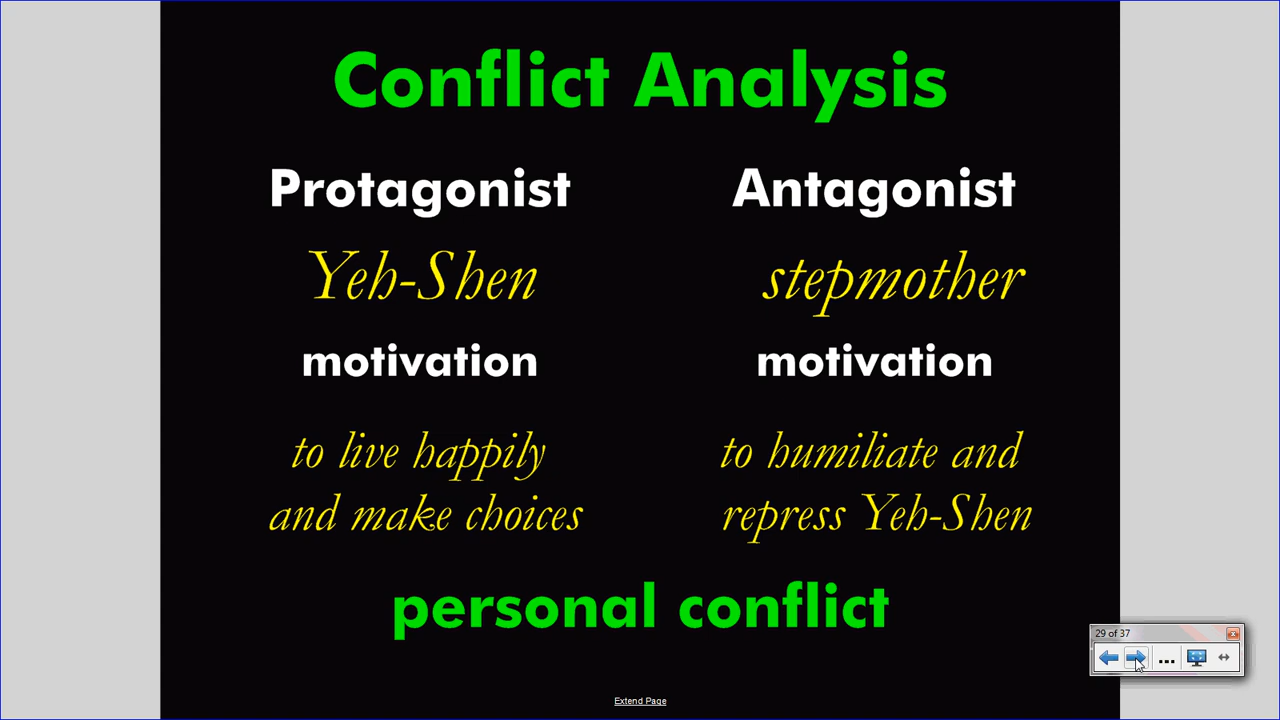 Conflict Analysis
Protagonist
Antagonist
Yeh-Shen
stepmother
motivation
motivation
to live happily
and make choices
to humiliate and
repress Yeh-Shen
personal conflict
29 of 37
Extend Page